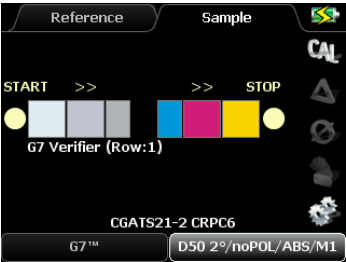 Reference Sample
CAL
START >> >> STOP
G7 Verifier (Row:1)
CGATS21-2 CRPC6
G7™ D50 2°/noPOL/ABS/M1